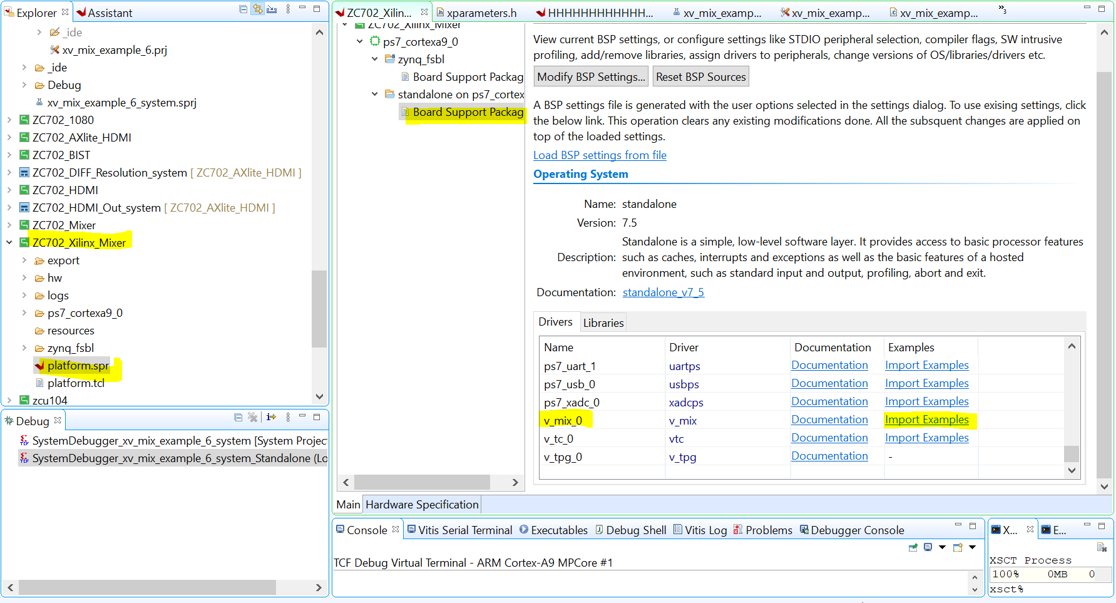 Explorer
Assistant
_ide
xv_mix_example_6.prj
_ide
Debug
xv_mix_example_6_system.sprj
ZC702_1080
ZC702_AXlite_HDMI
ZC702_BIST
ZC702_DIFF_Resolution_system [ ZC702_AXlite_HDMI ]
ZC702_HDMI
ZC702_HDMI_Out_system [ ZC702_AXlite_HDMI ]
ZC702_Mixer
ZC702_Xilinx_Mixer
export
hw
logs
ps7_cortexa9_0
resources
zynq_fsbl
platform.spr
platform.tcl
zcu104
Debug
SystemDebugger_xv_mix_example_6_system [System Projec
SystemDebugger_xv_mix_example_6_system_Standalone (Lo
ZC702_Xilin... xparameters.h HHHHHHHHHHHH... xv_mix_examp... xv_mix_examp... xv_mix_examp... »3
ZC702_Xilinx_Mixer
ps7_cortexa9_0
zynq_fsbl
Board Support Packag
standalone on ps7_cortex
Board Support Packag
View current BSP settings, or configure settings like STDIO peripheral selection, compiler flags, SW intrusive
profiling, add/remove libraries, assign drivers to peripherals, change versions of OS/libraries/drivers etc.
Modify BSP Settings... Reset BSP Sources
A BSP settings file is generated with the user options selected in the settings dialog. To use exising settings, click
the below link. This operation clears any existing modifications done. All the subsquent changes are applied on
top of the loaded settings.
Load BSP settings from file
Operating System
Name: standalone
Version: 7.5
Standalone is a simple, low-level software layer. It provides access to basic processor features
Description: such as caches, interrupts and exceptions as well as the basic features of a hosted
environment, such as standard input and output, profiling, abort and exit.
Documentation: standalone_v7_5
Drivers Libraries
Name Driver Documentation Examples
ps7_uart_1 uartps Documentation Import Examples
ps7_usb_0 usbps Documentation Import Examples
ps7_xadc_0 xadcps Documentation Import Examples
v_mix_0 v_mix Documentation Import Examples
v_tc_0 vtc Documentation Import Examples
v_tpg_0 v_tpg Documentation -
Main Hardware Specification
Console Vitis Serial Terminal Executables Debug Shell Vitis Log Problems Debugger Console
TCF Debug Virtual Terminal - ARM Cortex-A9 MPCore #1
X... E...
XSCT Process
100% 0MB 0
xsct%